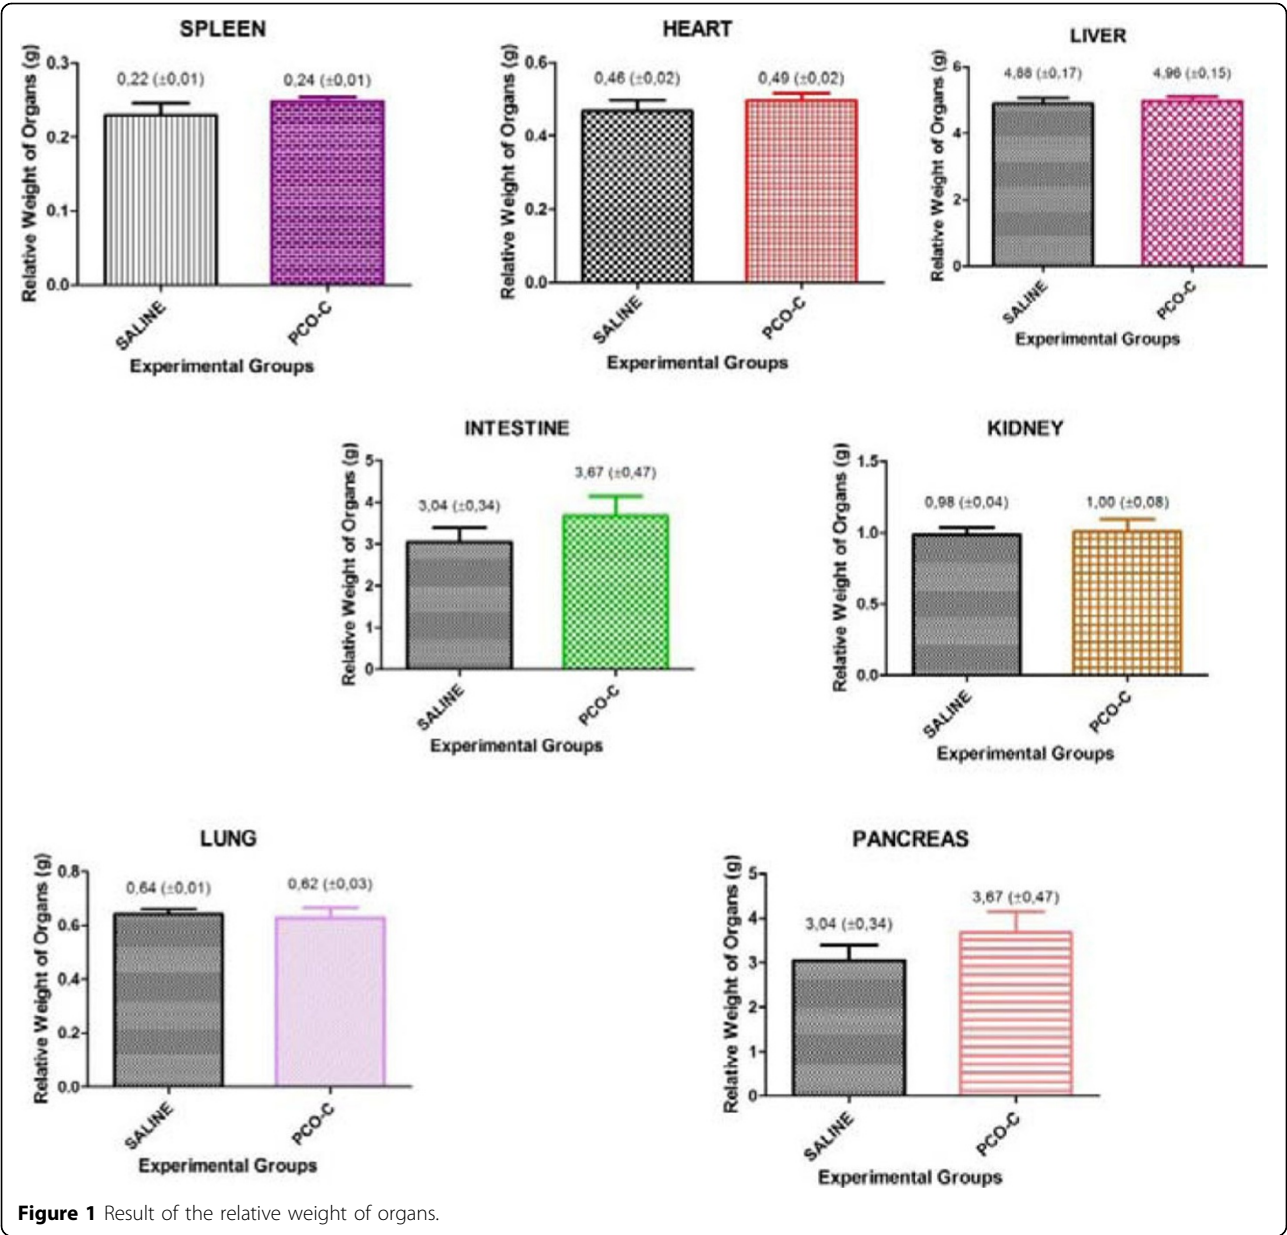 SPLEEN
Relative Weight of Organs (g)
0.3
0.2
0.1
0.0
0,22 (±0,01)
0,24 (±0,01)
SALINE
PCO-C
Experimental Groups
HEART
Relative Weight of Organs (g)
0.6
0.4
0.2
0.0
0,46 (±0,02)
0,49 (±0,02)
SALINE
PCO-C
Experimental Groups
LIVER
Relative Weight of Organs (g)
6
4
2
0
4,88 (±0,17)
4,96 (±0,15)
SALINE
PCO-C
Experimental Groups
INTESTINE
Relative Weight of Organs (g)
5
4
3
2
1
0
3,04 (±0,34)
3,67 (±0,47)
SALINE
PCO-C
Experimental Groups
KIDNEY
Relative Weight of Organs (g)
1.5
1.0
0.5
0.0
0,98 (±0,04)
1,00 (±0,08)
SALINE
PCO-C
Experimental Groups
LUNG
Relative Weight of Organs (g)
0.8
0.6
0.4
0.2
0.0
0,64 (±0,01)
0,62 (±0,03)
SALINE
PCO-C
Experimental Groups
PANCREAS
Relative Weight of Organs (g)
5
4
3
2
1
0
3,04 (±0,34)
3,67 (±0,47)
SALINE
PCO-C
Experimental Groups
Figure 1 Result of the relative weight of organs.